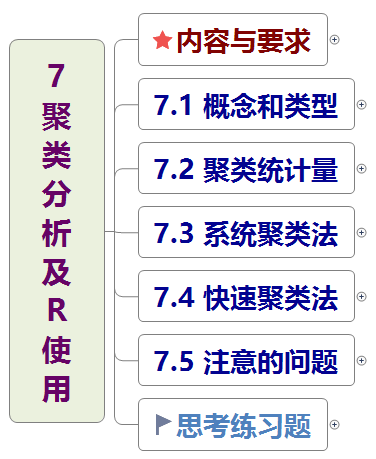 7
聚
类
分
析
及
R
使
用
内容与要求
7.1 概念和类型
7.2 聚类统计量
7.3 系统聚类法
7.4 快速聚类法
7.5 注意的问题
思考练习题